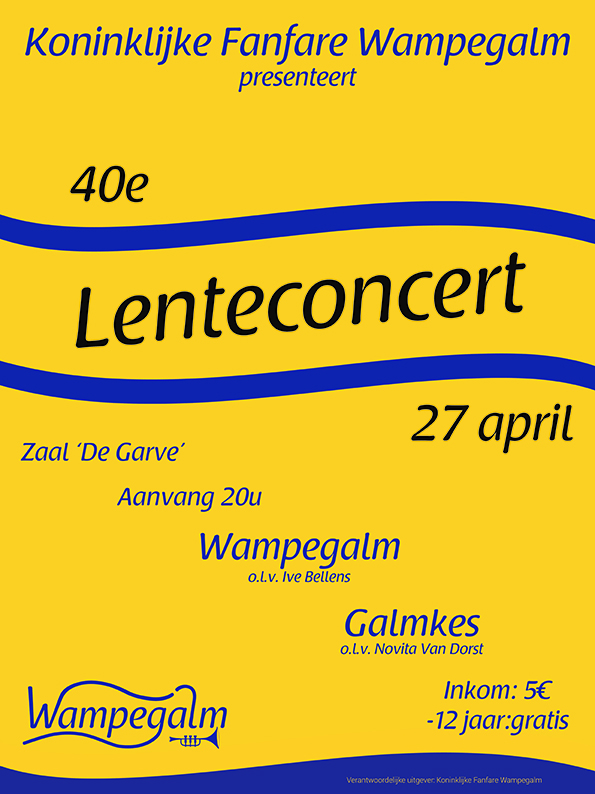 Koninklijke Fanfare Wampegalm
presenteert
40e
Lenteconcert
27 april
Zaal ‘De Garve’
Aanvang 20u
Wampegalm
o.l.v. Ive Bellens
Galmkes
o.l.v. Novita Van Dorst
Inkom: 5€
-12 jaar:gratis
Wampegalm
Verantwoordelijke uitgever: Koninklijke Fanfare Wampegalm